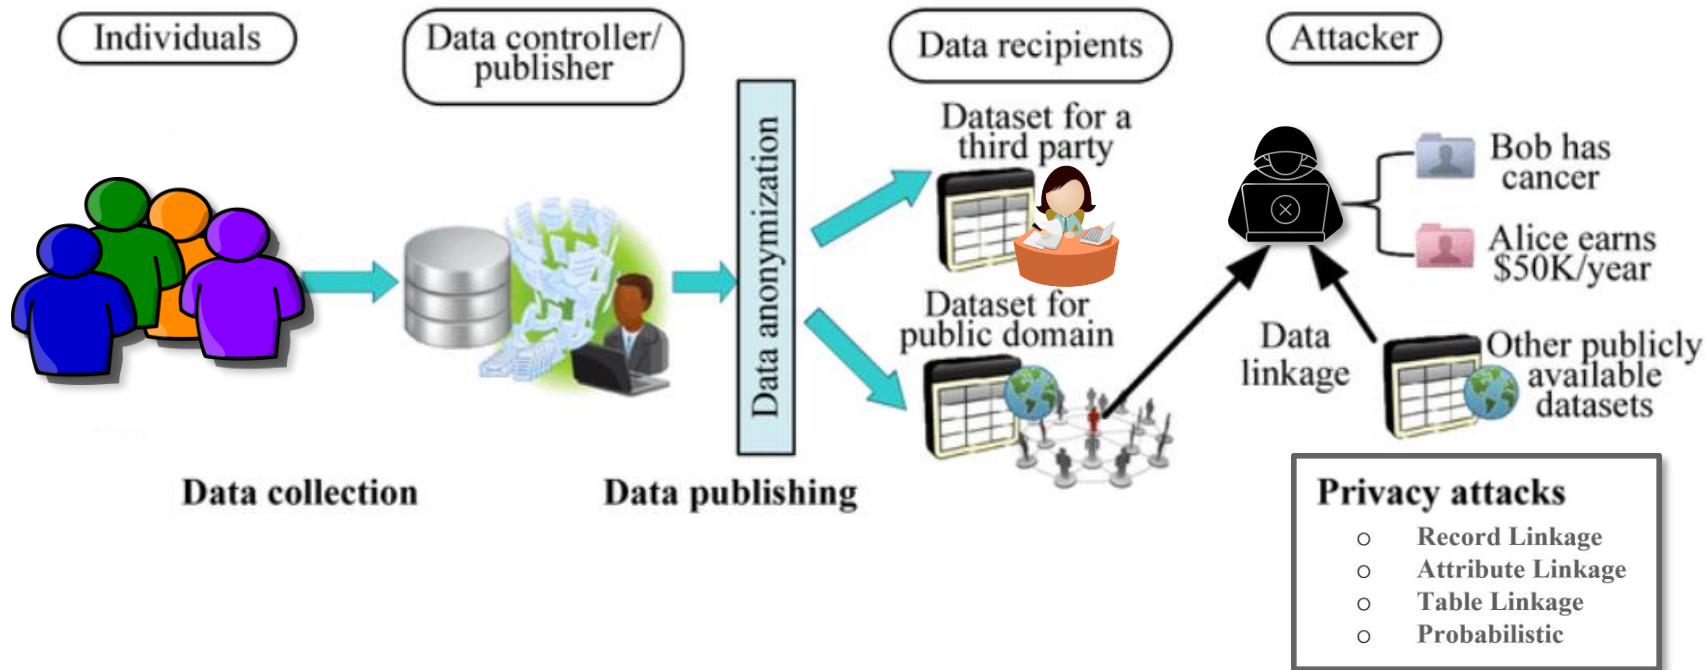 Individuals
Data controller/
publisher
Data anonymization
Data recipients
Dataset for a
third party
Dataset for
public domain
Attacker
Bob has
cancer
Alice earns
$50K/year
Data
linkage
Other publicly
available
datasets
Data collection
Data publishing
Privacy attacks
o Record Linkage
o Attribute Linkage
o Table Linkage
o Probabilistic